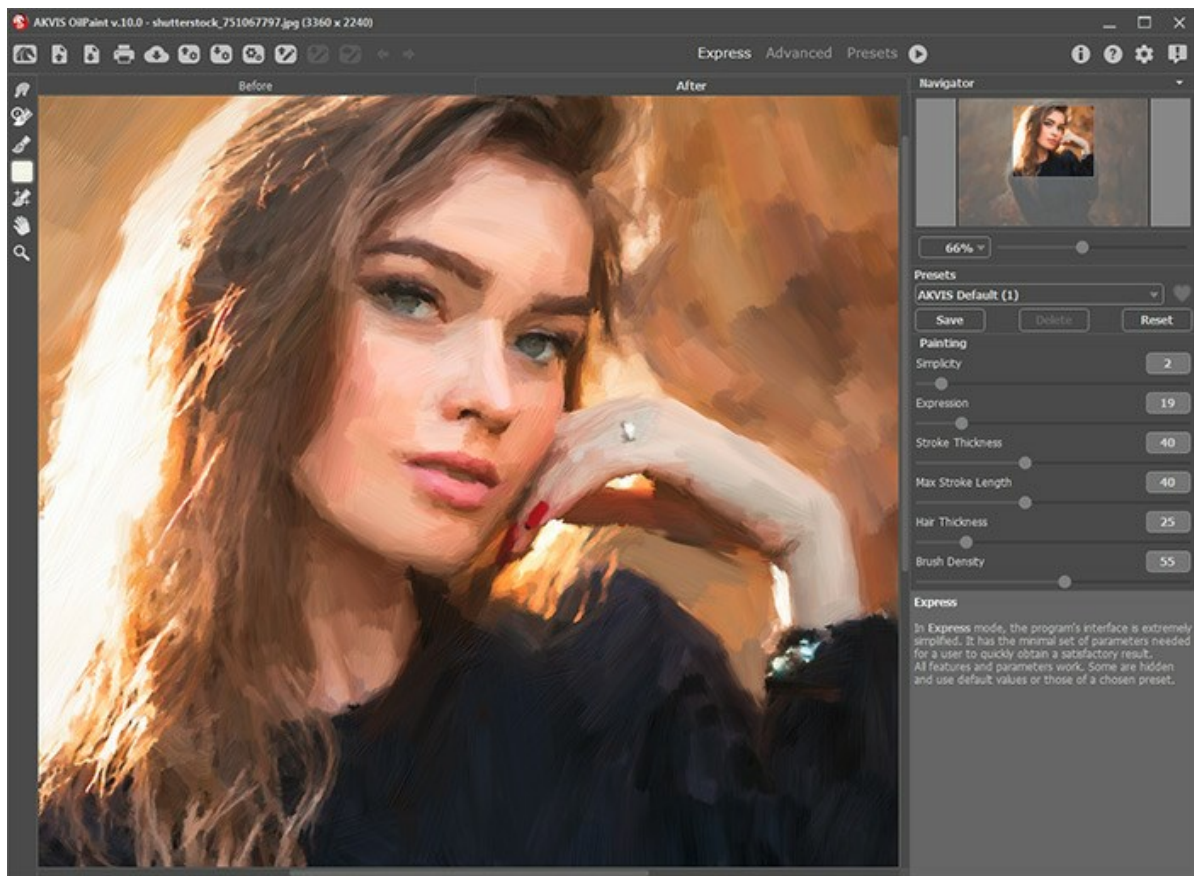 AKVIS OilPaint v.10.0 - shutterstock_751067797.jpg (3360 x 2240)
Express Advanced Presets
Before After
Navigator
66%
Presets
AKVIS Default (1)
Save Delete Reset
Painting
Simplicity 2
Expression 19
Stroke Thickness 40
Max Stroke Length 40
Hair Thickness 25
Brush Density 55
Express
In Express mode, the program's interface is extremely
simplified. It has the minimal set of parameters needed
for a user to quickly obtain a satisfactory result.
All features and parameters work. Some are hidden
and use default values or those of a chosen preset.